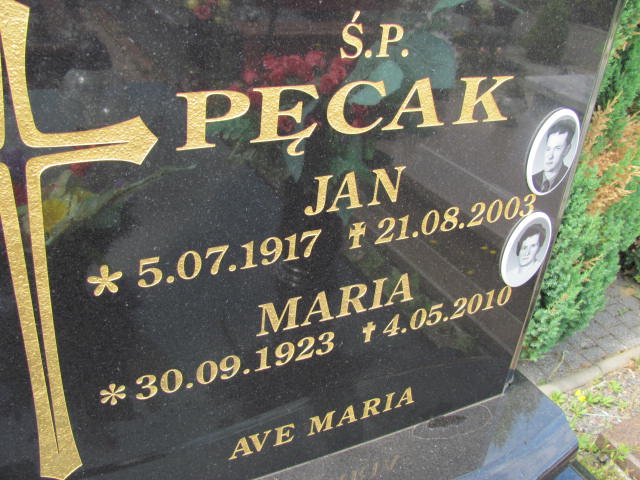 Ś.P.
PĘCAK
JAN
* 5.07.1917 ✝ 21.08.2003
MARIA
* 30.09.1923 ✝ 4.05.2010
AVE MARIA